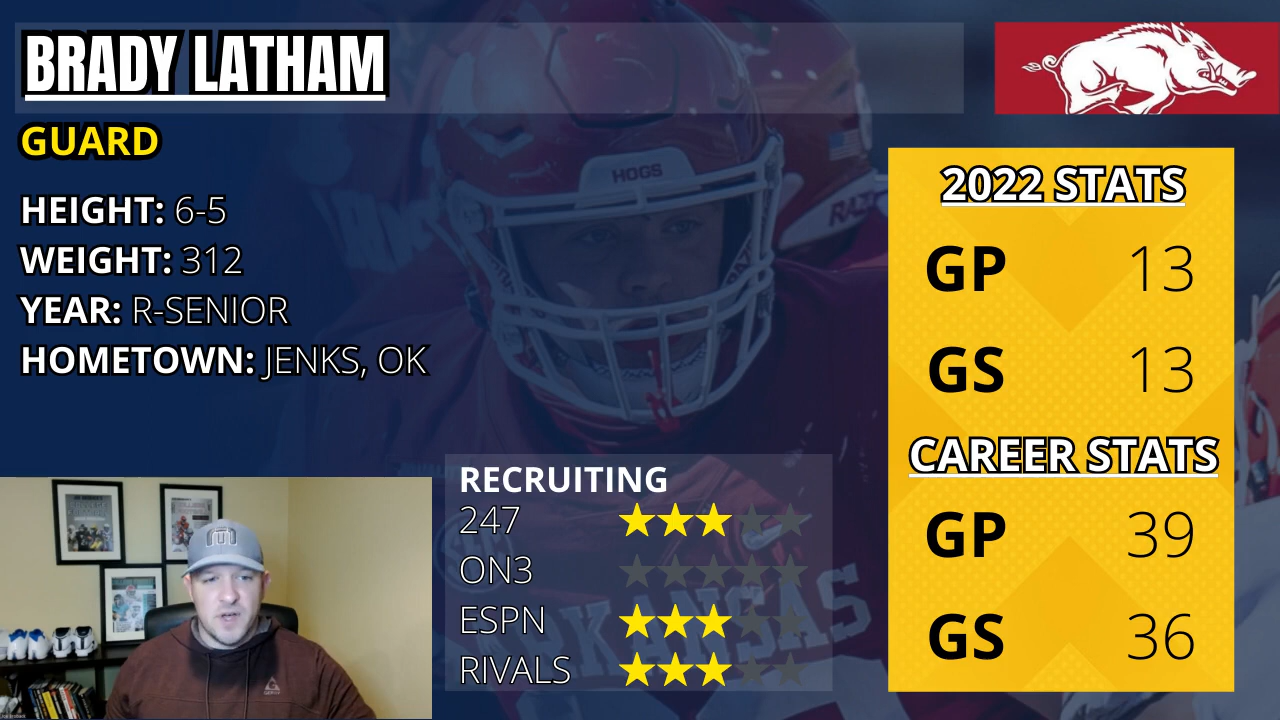 BRADY LATHAM
GUARD
HEIGHT: 6-5
WEIGHT: 312
YEAR: R-SENIOR
HOMETOWN: JENKS, OK
HOGS
2022 STATS
GP 13
GS 13
CAREER STATS
GP 39
GS 36
RECRUITING
247
ON3
ESPN
RIVALS
KANSAS